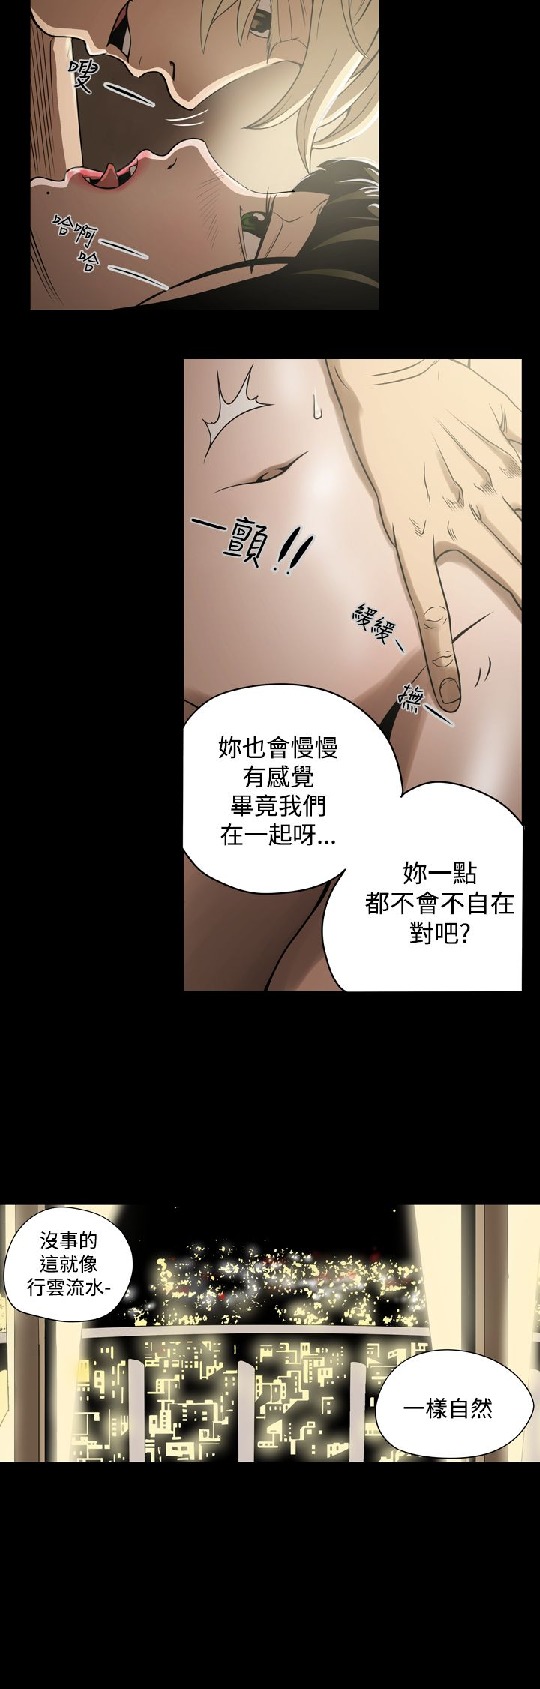 嗖
哈啊
哈
一顫!!
緩緩
撫
妳也會慢慢
有感覺
畢竟我們
在一起呀...
妳一點
都不會不自在
對吧?
沒事的
這就像
行雲流水-
一樣自然